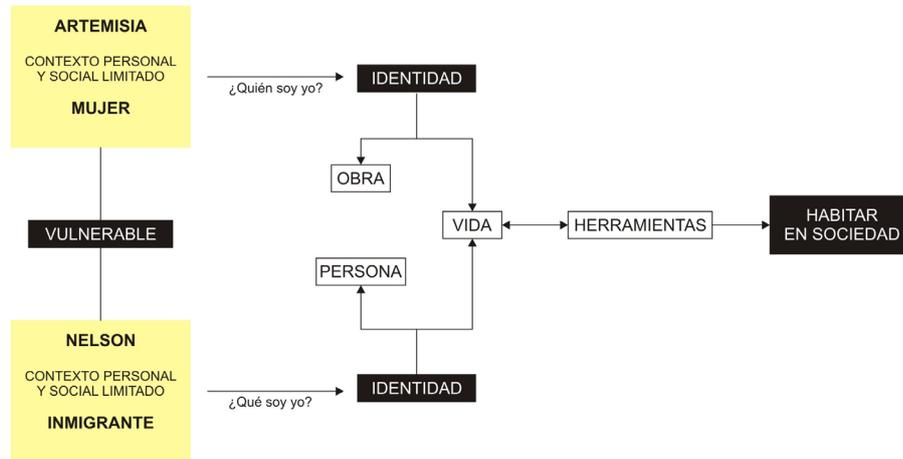 ARTEMISIA
CONTEXTO PERSONAL
Y SOCIAL LIMITADO
MUJER
¿Quién soy yo?
IDENTIDAD
OBRA
VULNERABLE
VIDA
HERRAMIENTAS
HABITAR
EN SOCIEDAD
PERSONA
NELSON
CONTEXTO PERSONAL
Y SOCIAL LIMITADO
INMIGRANTE
¿Qué soy yo?
IDENTIDAD